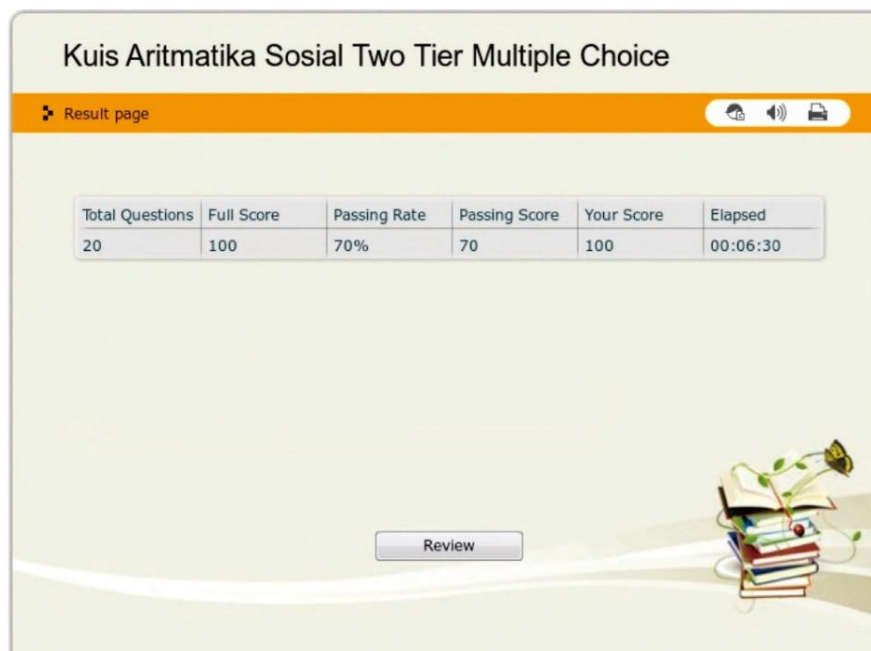 Kuis Aritmatika Sosial Two Tier Multiple Choice
Result page
Total Questions Full Score Passing Rate Passing Score Your Score Elapsed
20 100 70% 70 100 00:06:30
Review